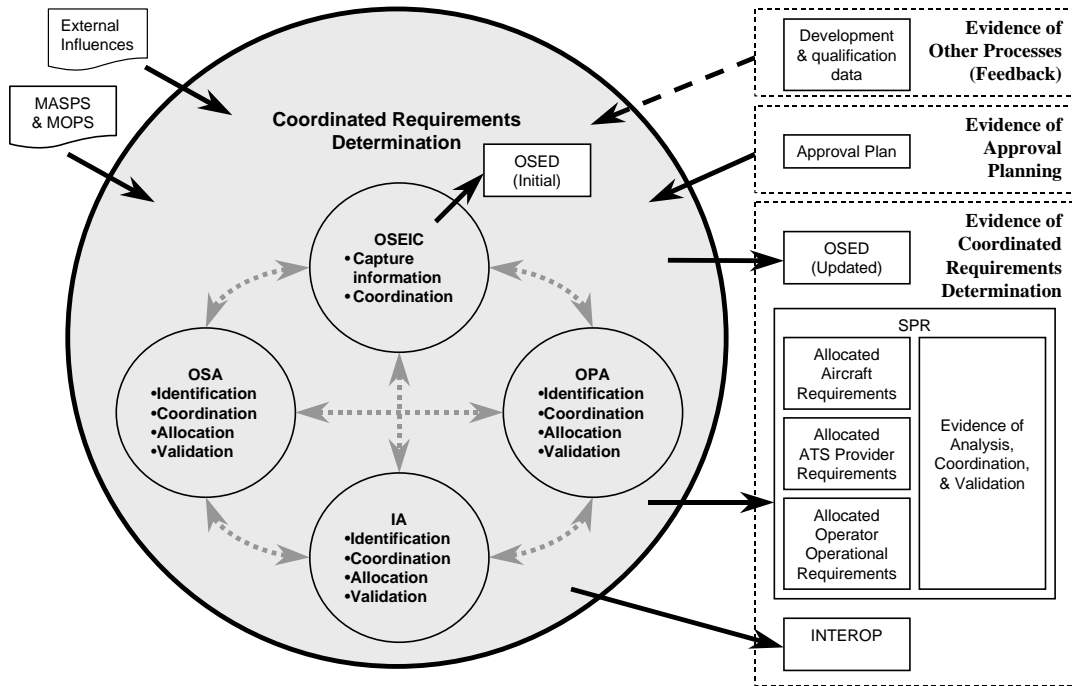 External
Influences
MASPS
& MOPS
Coordinated Requirements
Determination
OSED
(Initial)
OSEIC
•Capture
information
•Coordination
OSA
•Identification
•Coordination
•Allocation
•Validation
OPA
•Identification
•Coordination
•Allocation
•Validation
IA
•Identification
•Coordination
•Allocation
•Validation
Development
& qualification
data
Evidence of
Other Processes
(Feedback)
Approval Plan
Evidence of
Approval
Planning
Evidence of
Coordinated
Requirements
Determination
OSED
(Updated)
SPR
Allocated
Aircraft
Requirements
Allocated
ATS Provider
Requirements
Allocated
Operator
Operational
Requirements
Evidence of
Analysis,
Coordination,
& Validation
INTEROP